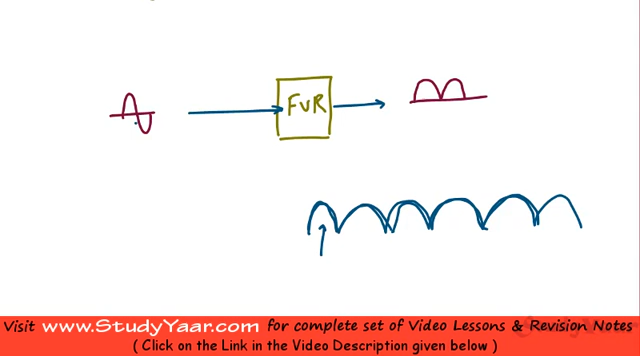 FWR
Visit www.StudyYaar.com for complete set of Video Lessons & Revision Notes
( Click on the Link in the Video Description given below )